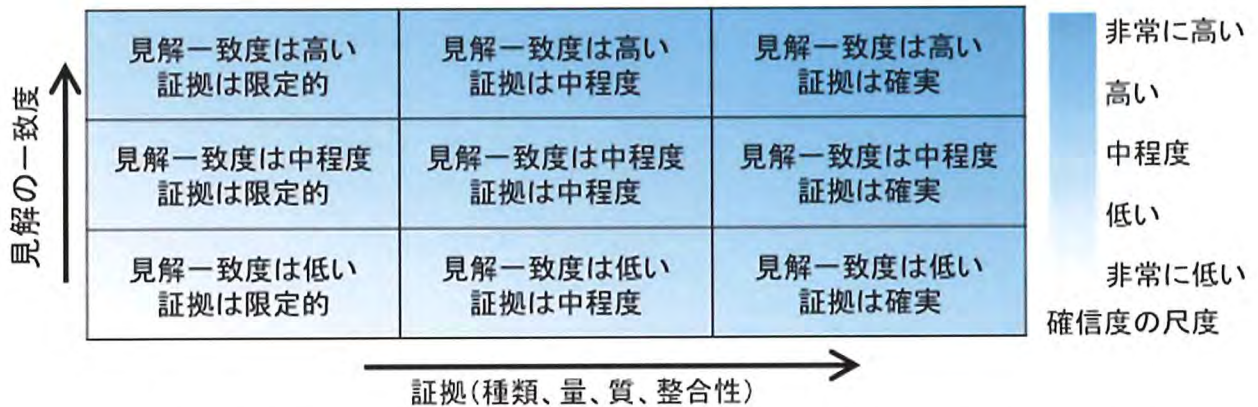 見解の一致度
見解一致度は高い
証拠は限定的
見解一致度は高い
証拠は中程度
見解一致度は高い
証拠は確実
見解一致度は中程度
証拠は限定的
見解一致度は中程度
証拠は中程度
見解一致度は中程度
証拠は確実
見解一致度は低い
証拠は限定的
見解一致度は低い
証拠は中程度
見解一致度は低い
証拠は確実
証拠(種類、量、質、整合性)
非常に高い
高い
中程度
低い
非常に低い
確信度の尺度